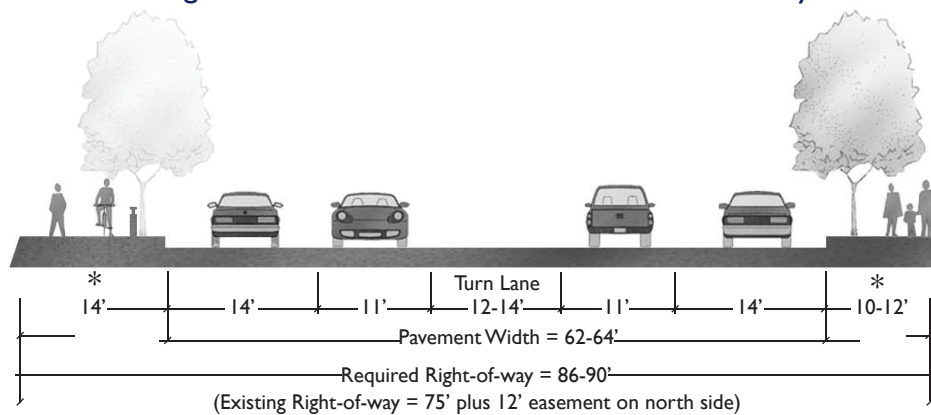 * Turn Lane *
14’ 14’ 11’ 12-14’ 11’ 14’ 10-12’
Pavement Width = 62-64’
Required Right-of-way = 86-90’
(Existing Right-of-way = 75’ plus 12’ easement on north side)